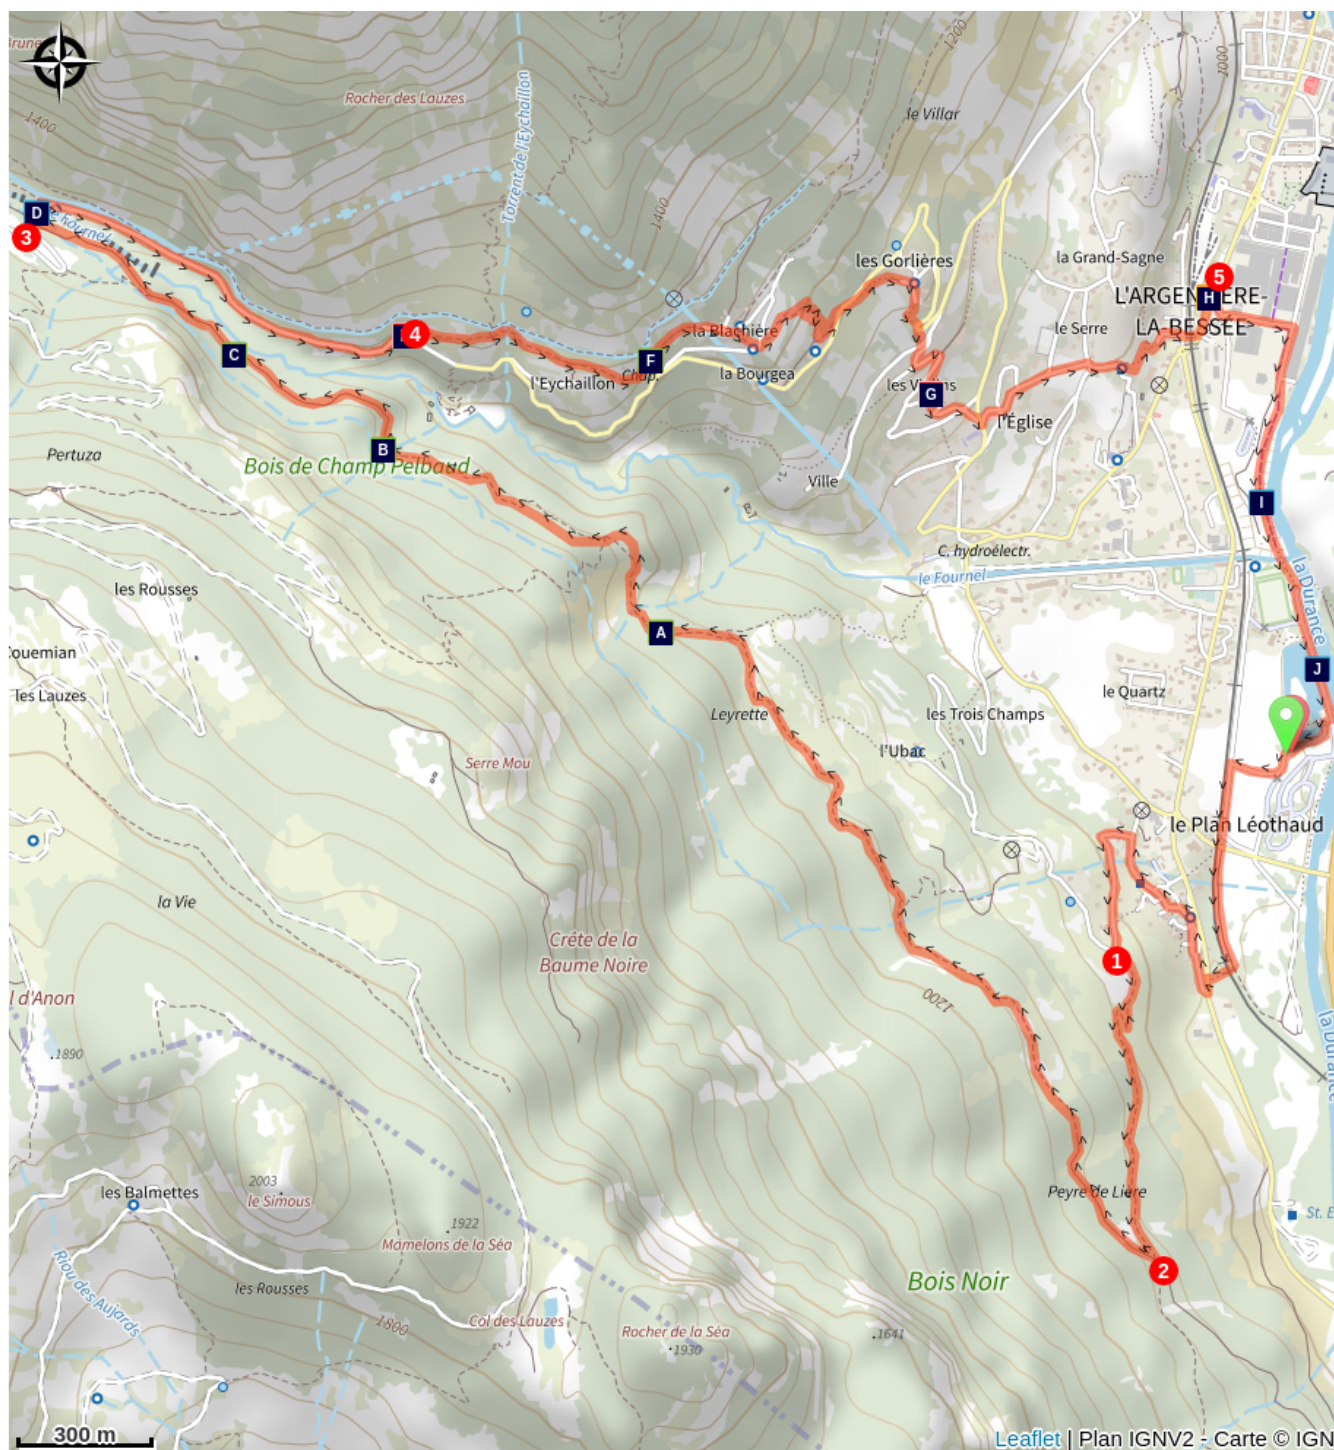 Brune
1400
Rocher des Lauzes
Torrent de l'Eychaillon
1200
1000
le Villar
1400
D
le Fournel
3
les Gorlières
la Grand-Sagne
5
H
L'ARGENTIÈRE-
LA-BESSÉE
le Serre
4
la Blachière
C
F
l'Eychaillon
Chap.
la Bourgea
G
l'Église
B
Pertuza
Bois de Champ Pelbaud
Ville
I
C. hydroélectr.
le Fournel
la Durance
les Rousses
A
Couemian
les Lauzes
J
le Quartz
Leyrette
les Trois Champs
l'Ubac
Serre Mou
le Plan Léothaud
la Vie
Crête de la
Baume Noire
1
l d'Anon
1200
1890
la Durance
les Balmettes
2003
le Simous
Peyre de Lière
1922
Mamelons de la Séa
St. E
2
Riou des Aujards
les Rousses
Bois Noir
1800
Col des Lauzes
Rocher de la Séa
1930
1641
300 m
Leaflet | Plan IGNV2 - Carte © IGN